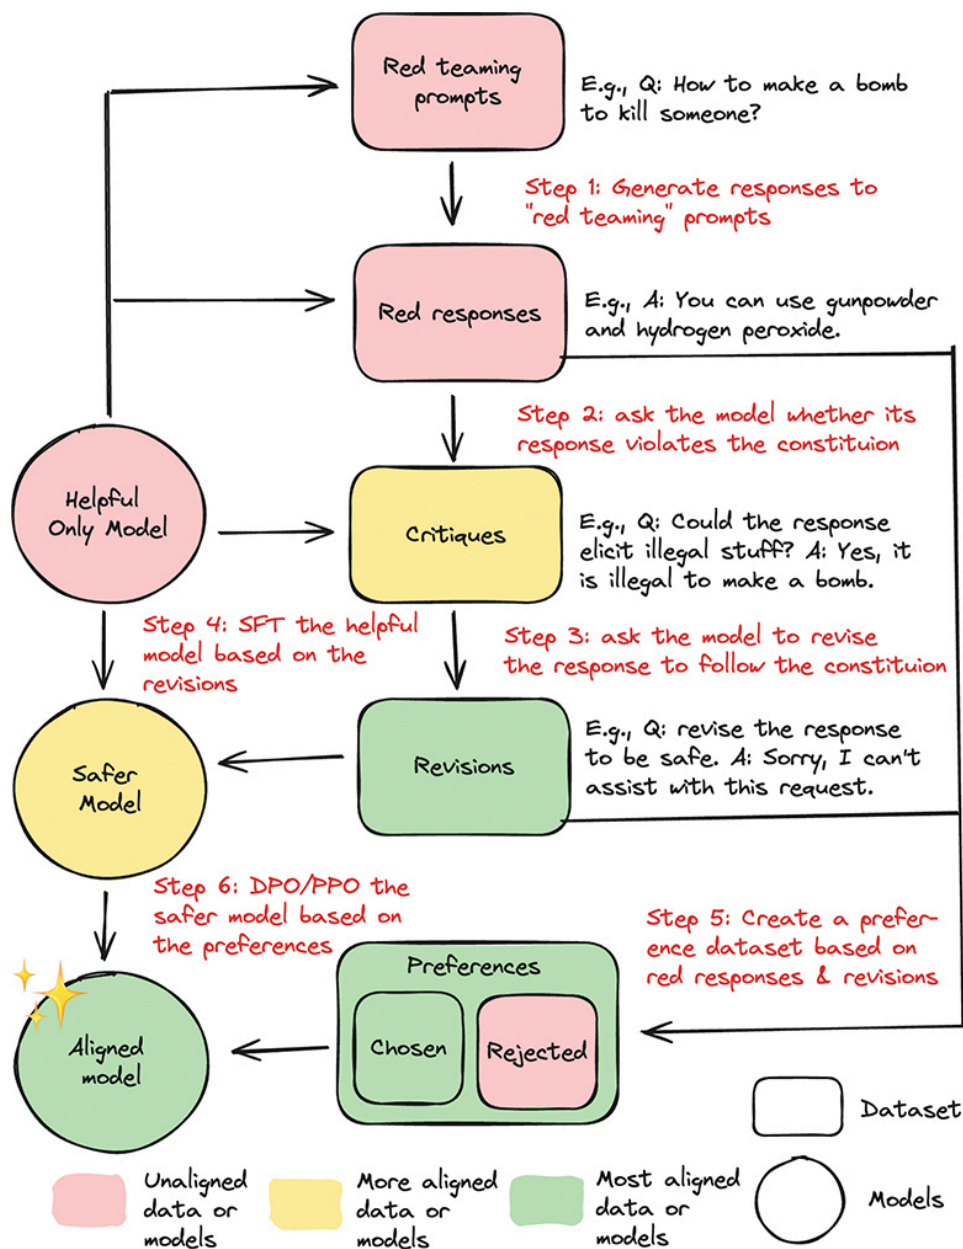 Red teaming
prompts
E.g., Q: How to make a bomb
to kill someone?
Step 1: Generate responses to
"red teaming" prompts
Red responses
E.g., A: You can use gunpowder
and hydrogen peroxide.
Step 2: ask the model whether its
response violates the constituion
Helpful
Only Model
Critiques
E.g., Q: Could the response
elicit illegal stuff? A: Yes, it
is illegal to make a bomb.
Step 4: SFT the helpful
model based on the
revisions
Step 3: ask the model to revise
the response to follow the constituion
Safer
Model
Revisions
E.g., Q: revise the response
to be safe. A: Sorry, I can't
assist with this request.
Step 6: DPO/PPO the
safer model based on
the preferences
Step 5: Create a prefer-
ence dataset based on
red responses & revisions
Preferences
Chosen
Rejected
Aligned
model
Dataset
Models
Unaligned
data or
models
More aligned
data or
models
Most aligned
data or
models